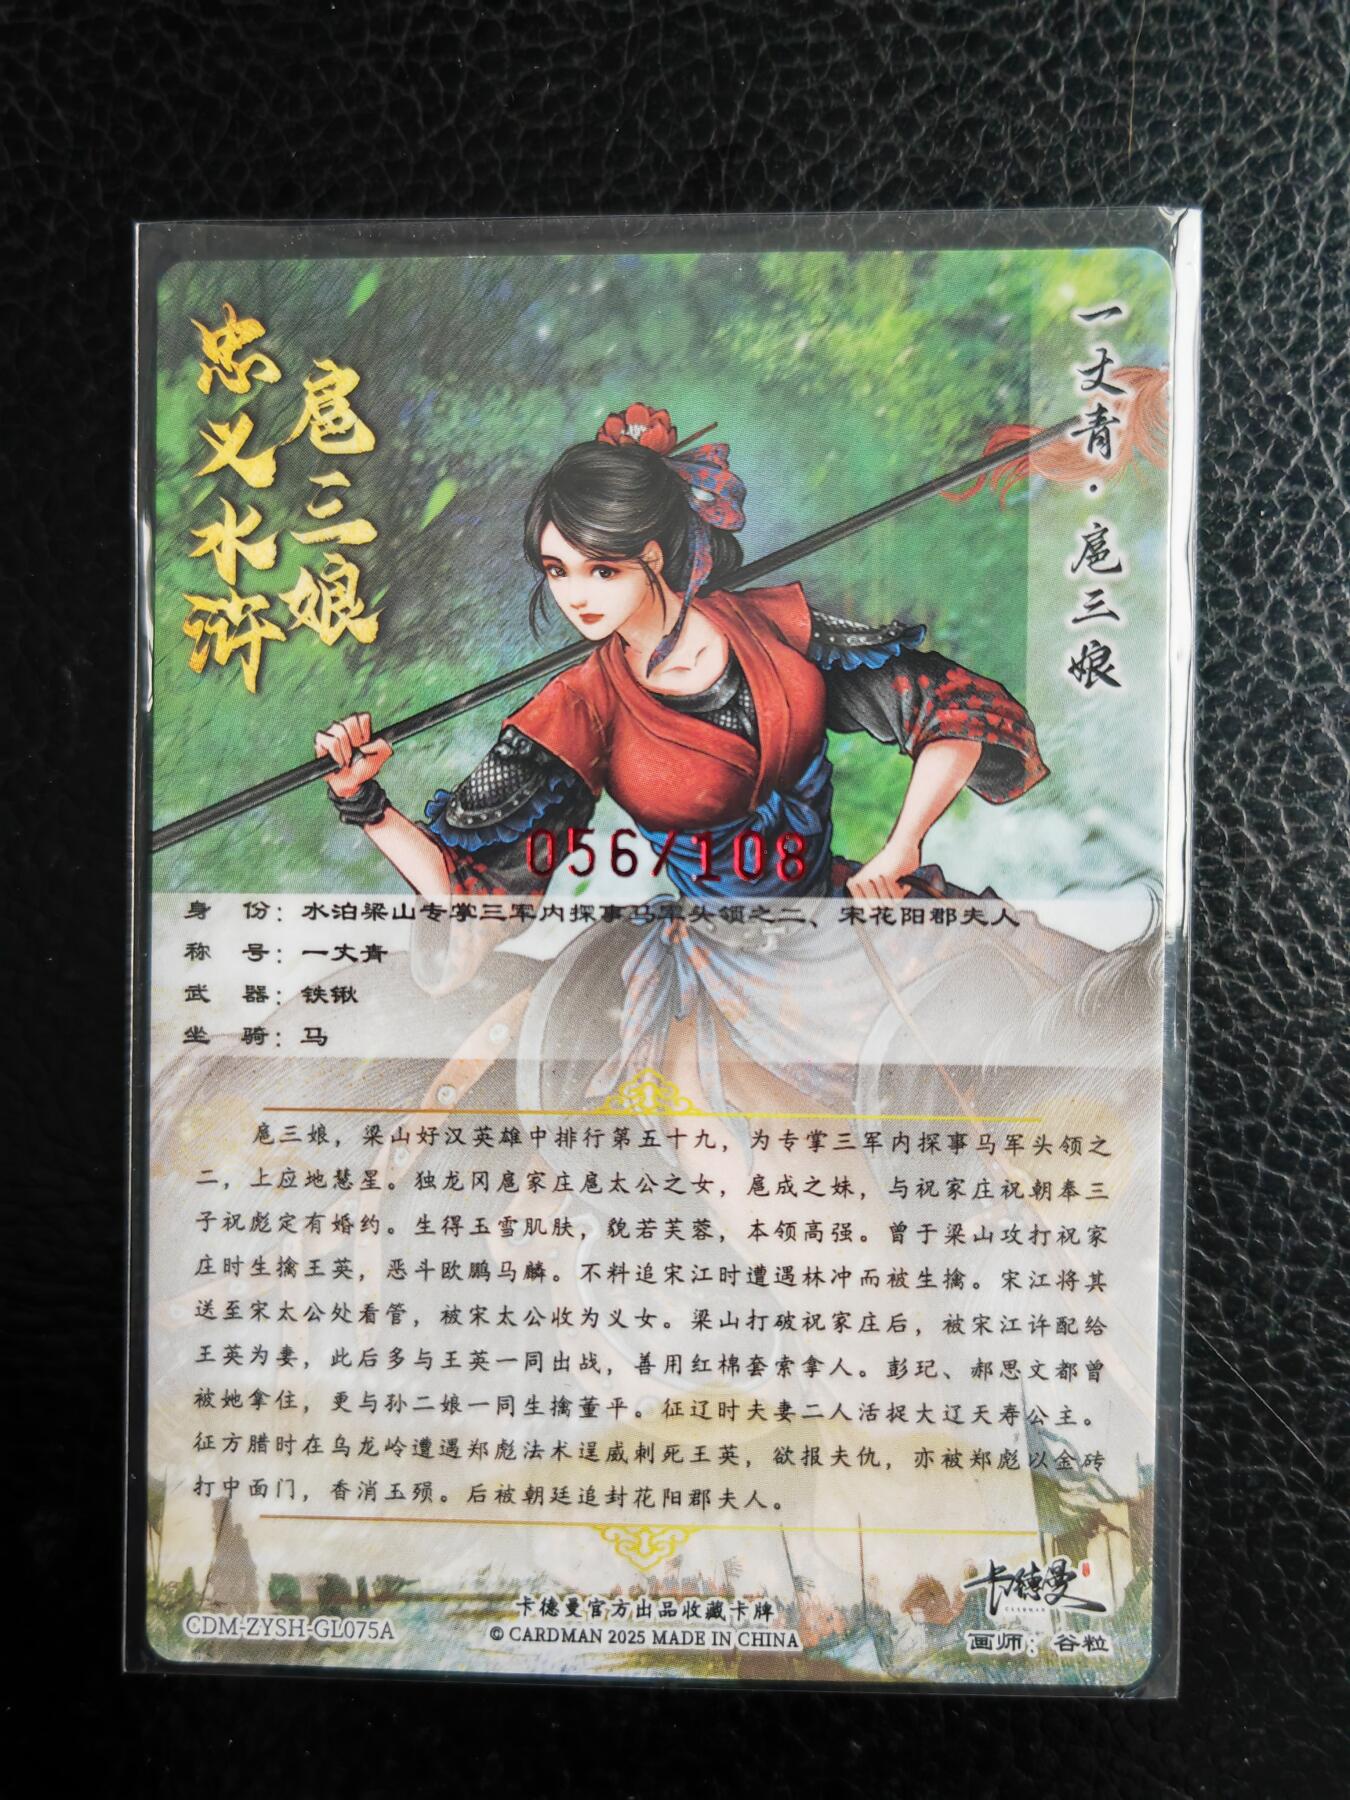 忠义水浒
扈三娘
一丈青·扈三娘
056/108
身 份：水泊梁山专掌三军内探事马军头领之二、宋花阳郡夫人
称 号：一丈青
武 器：铁锹
坐 骑：马
扈三娘，梁山好汉英雄中排行第五十九，为专掌三军内探事马军头领之
二，上应地慧星。独龙冈扈家庄扈太公之女，扈成之妹，与祝家庄祝朝奉三
子祝彪定有婚约。生得玉雪肌肤，貌若芙蓉，本领高强。曾于梁山攻打祝家
庄时生擒王英，恶斗欧鹏马麟。不料追宋江时遭遇林冲而被生擒。宋江将其
送至宋太公处看管，被宋太公收为义女。梁山打破祝家庄后，被宋江许配给
王英为妻，此后多与王英一同出战，善用红棉套索拿人。彭玘、郝思文都曾
被她拿住，更与孙二娘一同生擒董平。征辽时夫妻二人活捉大辽天寿公主。
征方腊时在乌龙岭遭遇郑彪法术逞威刺死王英，欲报夫仇，亦被郑彪以金砖
打中面门，香消玉殒。后被朝廷追封花阳郡夫人。
卡德曼
CARDMAN
卡德曼官方出品收藏卡牌
CDM-ZYSH-GL075A
© CARDMAN 2025 MADE IN CHINA
画师：谷粒